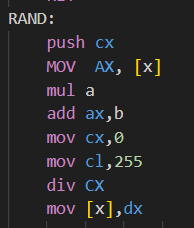 RAND:
push cx
MOV AX, [x]
mul a
add ax,b
mov cx,0
mov cl,255
div CX
mov [x],dx